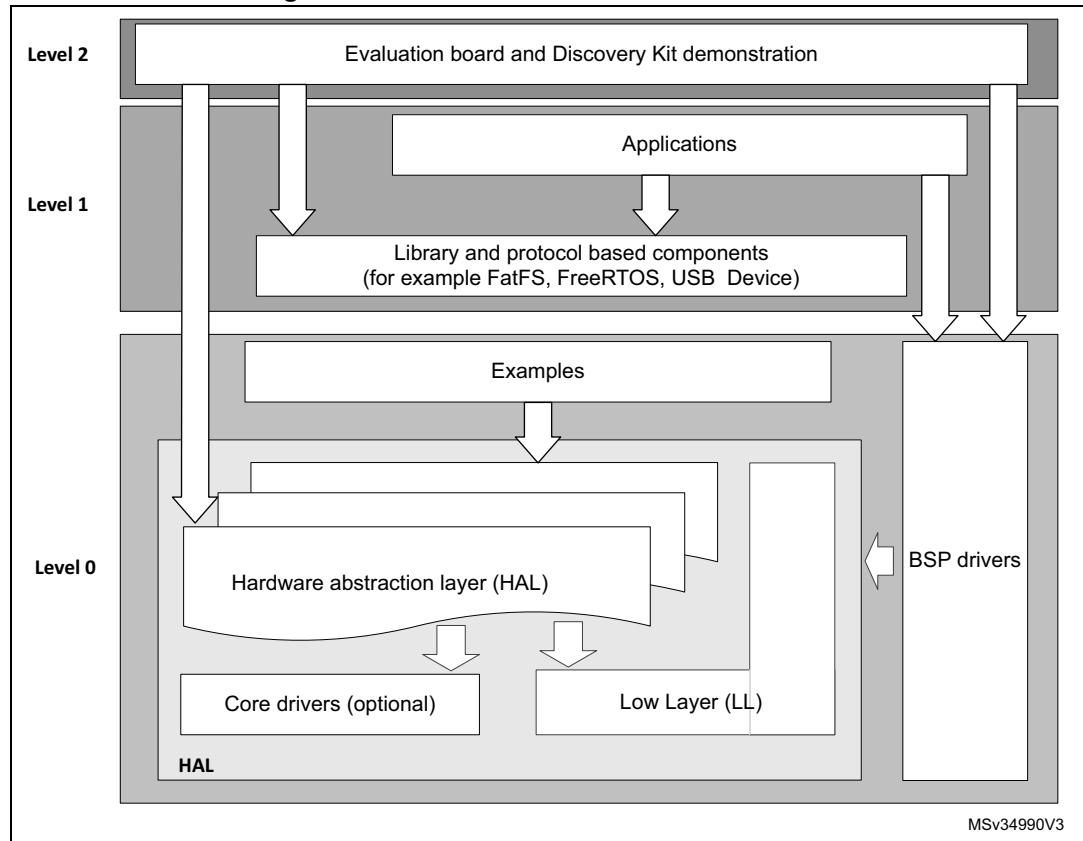 Level 2
Evaluation board and Discovery Kit demonstration
Applications
Level 1
Library and protocol based components
(for example FatFS, FreeRTOS, USB Device)
Examples
Level 0
Hardware abstraction layer (HAL)
BSP drivers
Core drivers (optional)
Low Layer (LL)
HAL
MSv34990V3